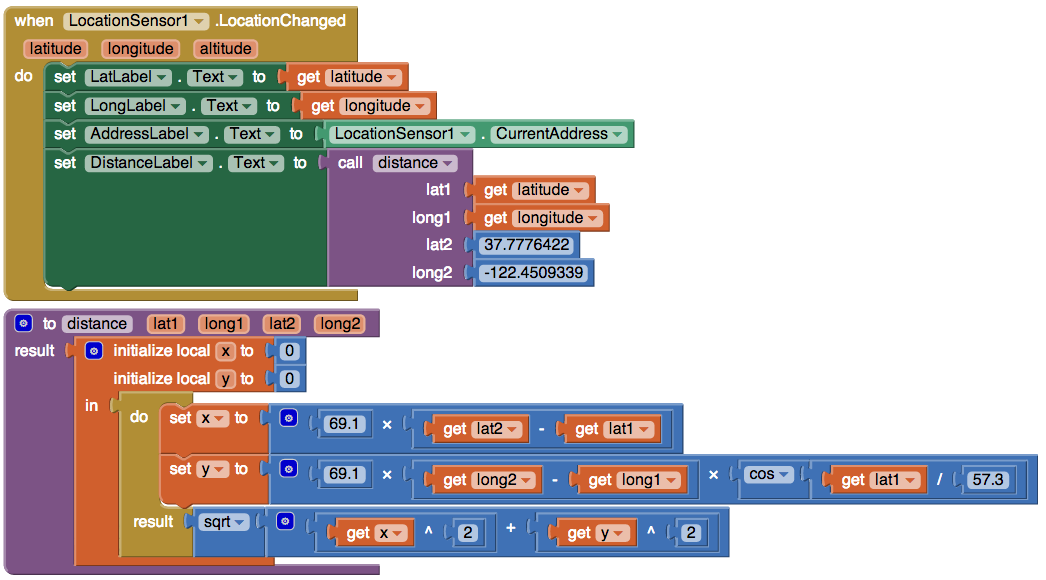 when LocationSensor1 .LocationChanged
latitude longitude altitude
do set LatLabel . Text to get latitude
set LongLabel . Text to get longitude
set AddressLabel . Text to LocationSensor1 . CurrentAddress
set DistanceLabel . Text to call distance
lat1 get latitude
long1 get longitude
lat2 37.7776422
long2 -122.4509339
to distance lat1 long1 lat2 long2
result initialize local x to 0
initialize local y to 0
in do set x to 69.1 × get lat2 - get lat1
set y to 69.1 × get long2 - get long1 × cos get lat1 / 57.3
result sqrt get x ^ 2 + get y ^ 2